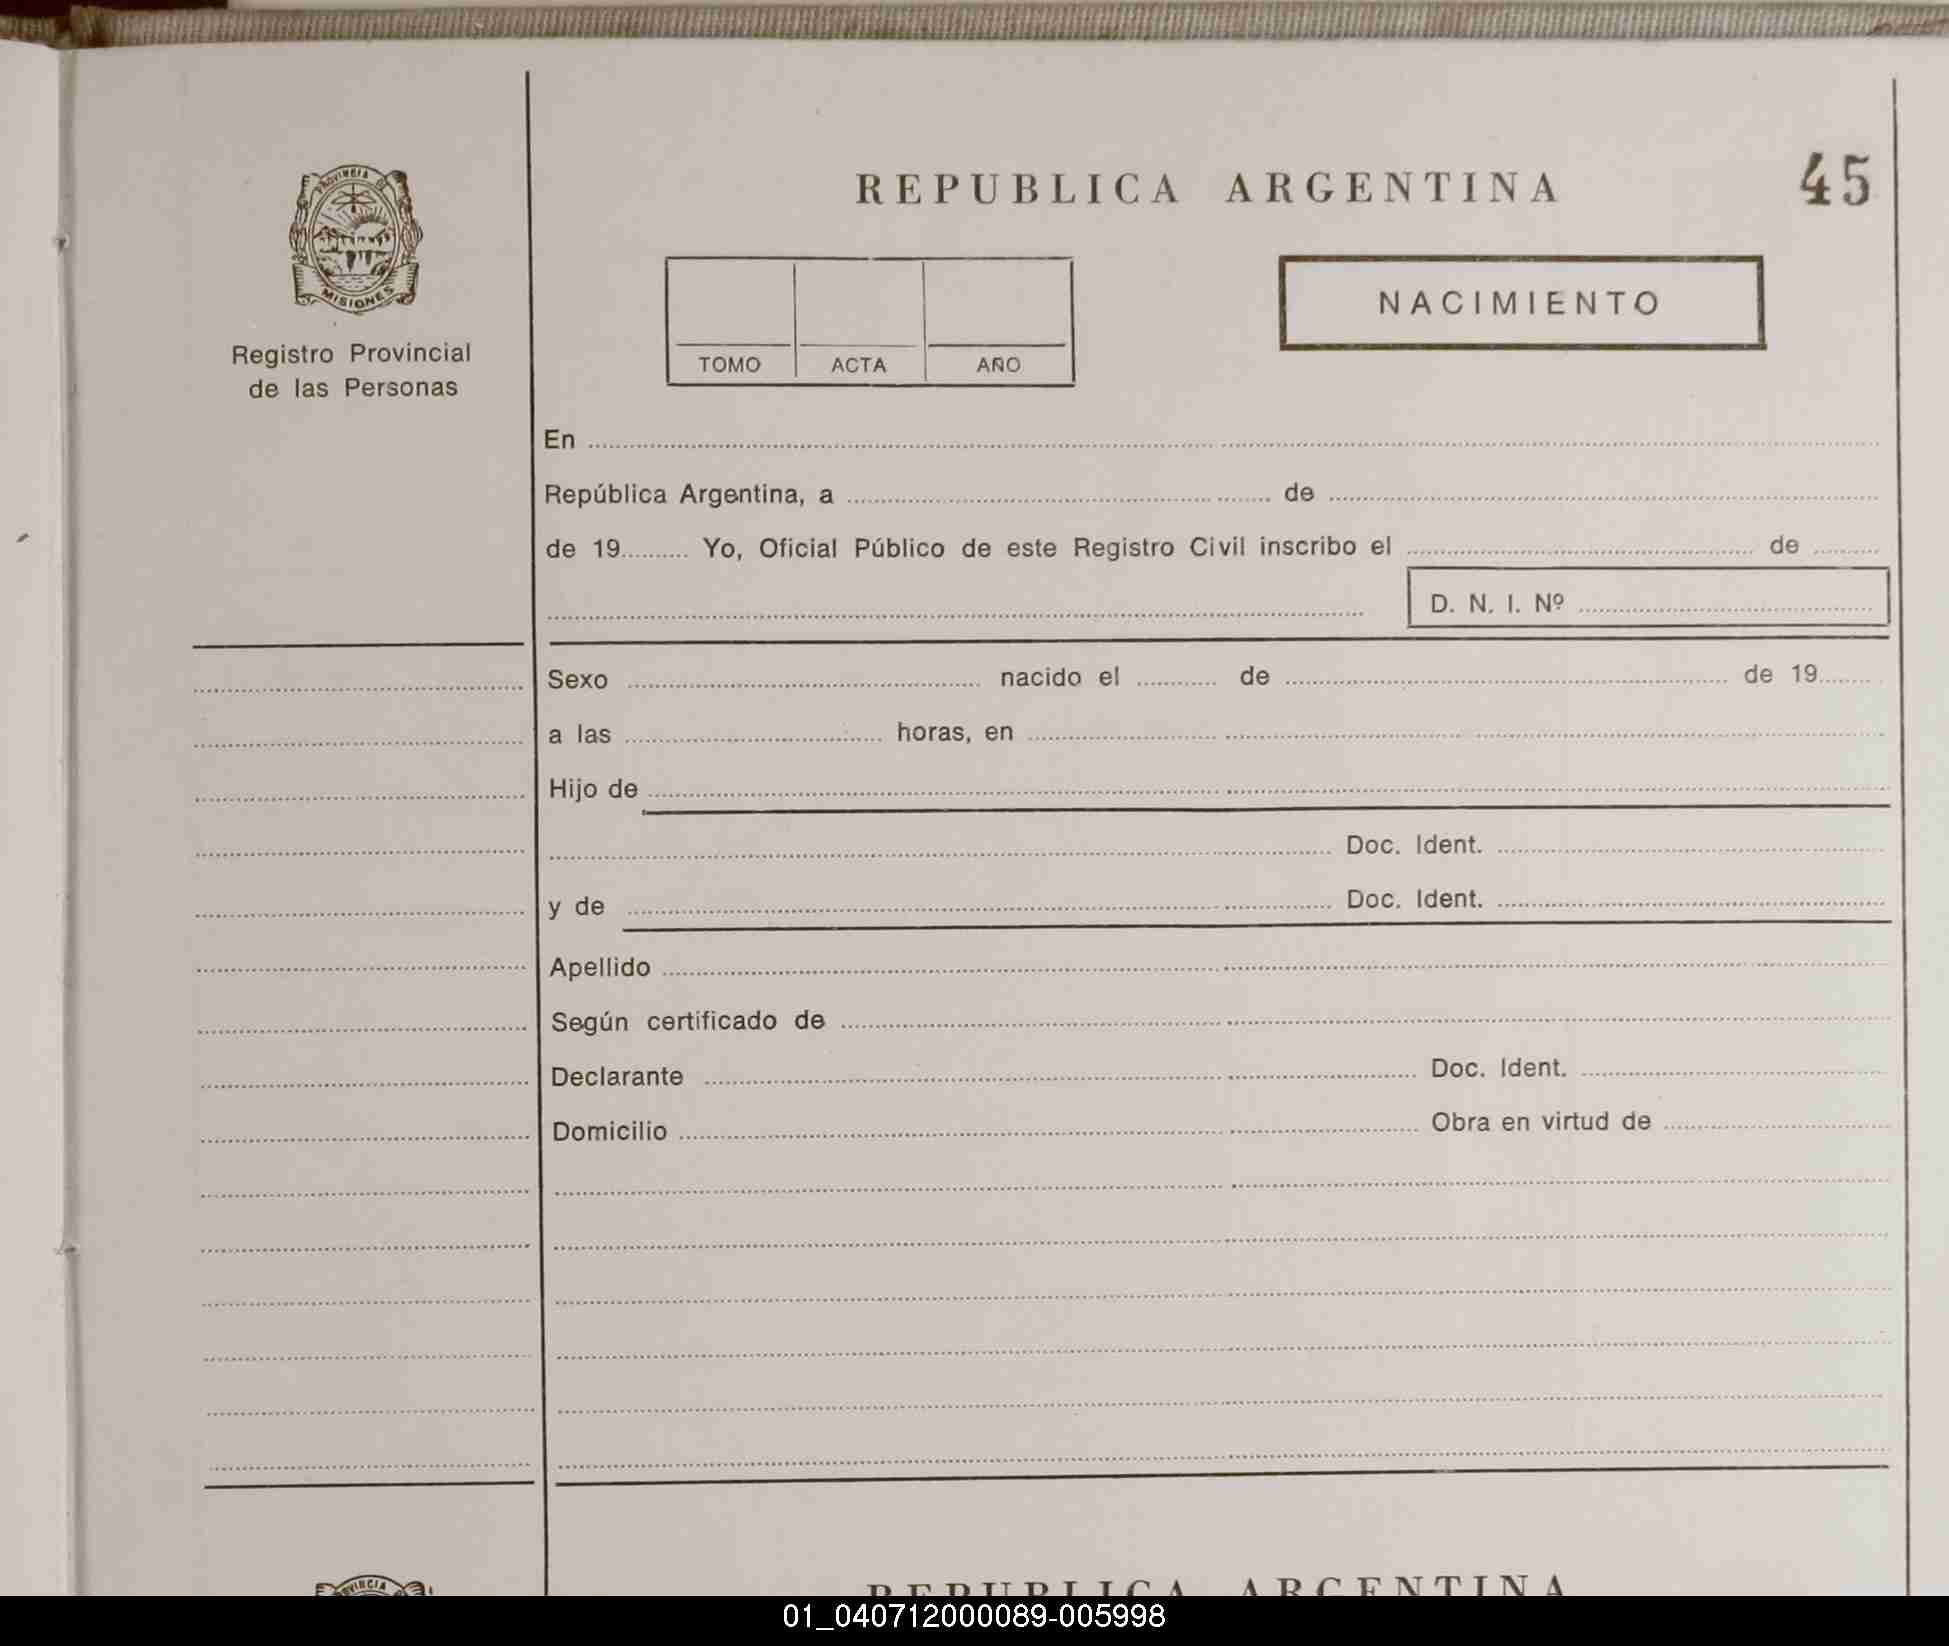 REPUBLICA ARGENTINA
45
PROVINCIA DE
MISIONES
Registro Provincial
de las Personas
NACIMIENTO
TOMO ACTA AÑO
En
República Argentina, a de
de 19 Yo, Oficial Público de este Registro Civil inscribo el de
D. N. I. Nº
Sexo nacido el de de 19
a las horas, en
Hijo de
Doc. Ident.
y de Doc. Ident.
Apellido
Según certificado de
Declarante Doc. Ident.
Domicilio Obra en virtud de
PROVINCIA
REPUBLICA ARGENTINA
01_040712000089-005998